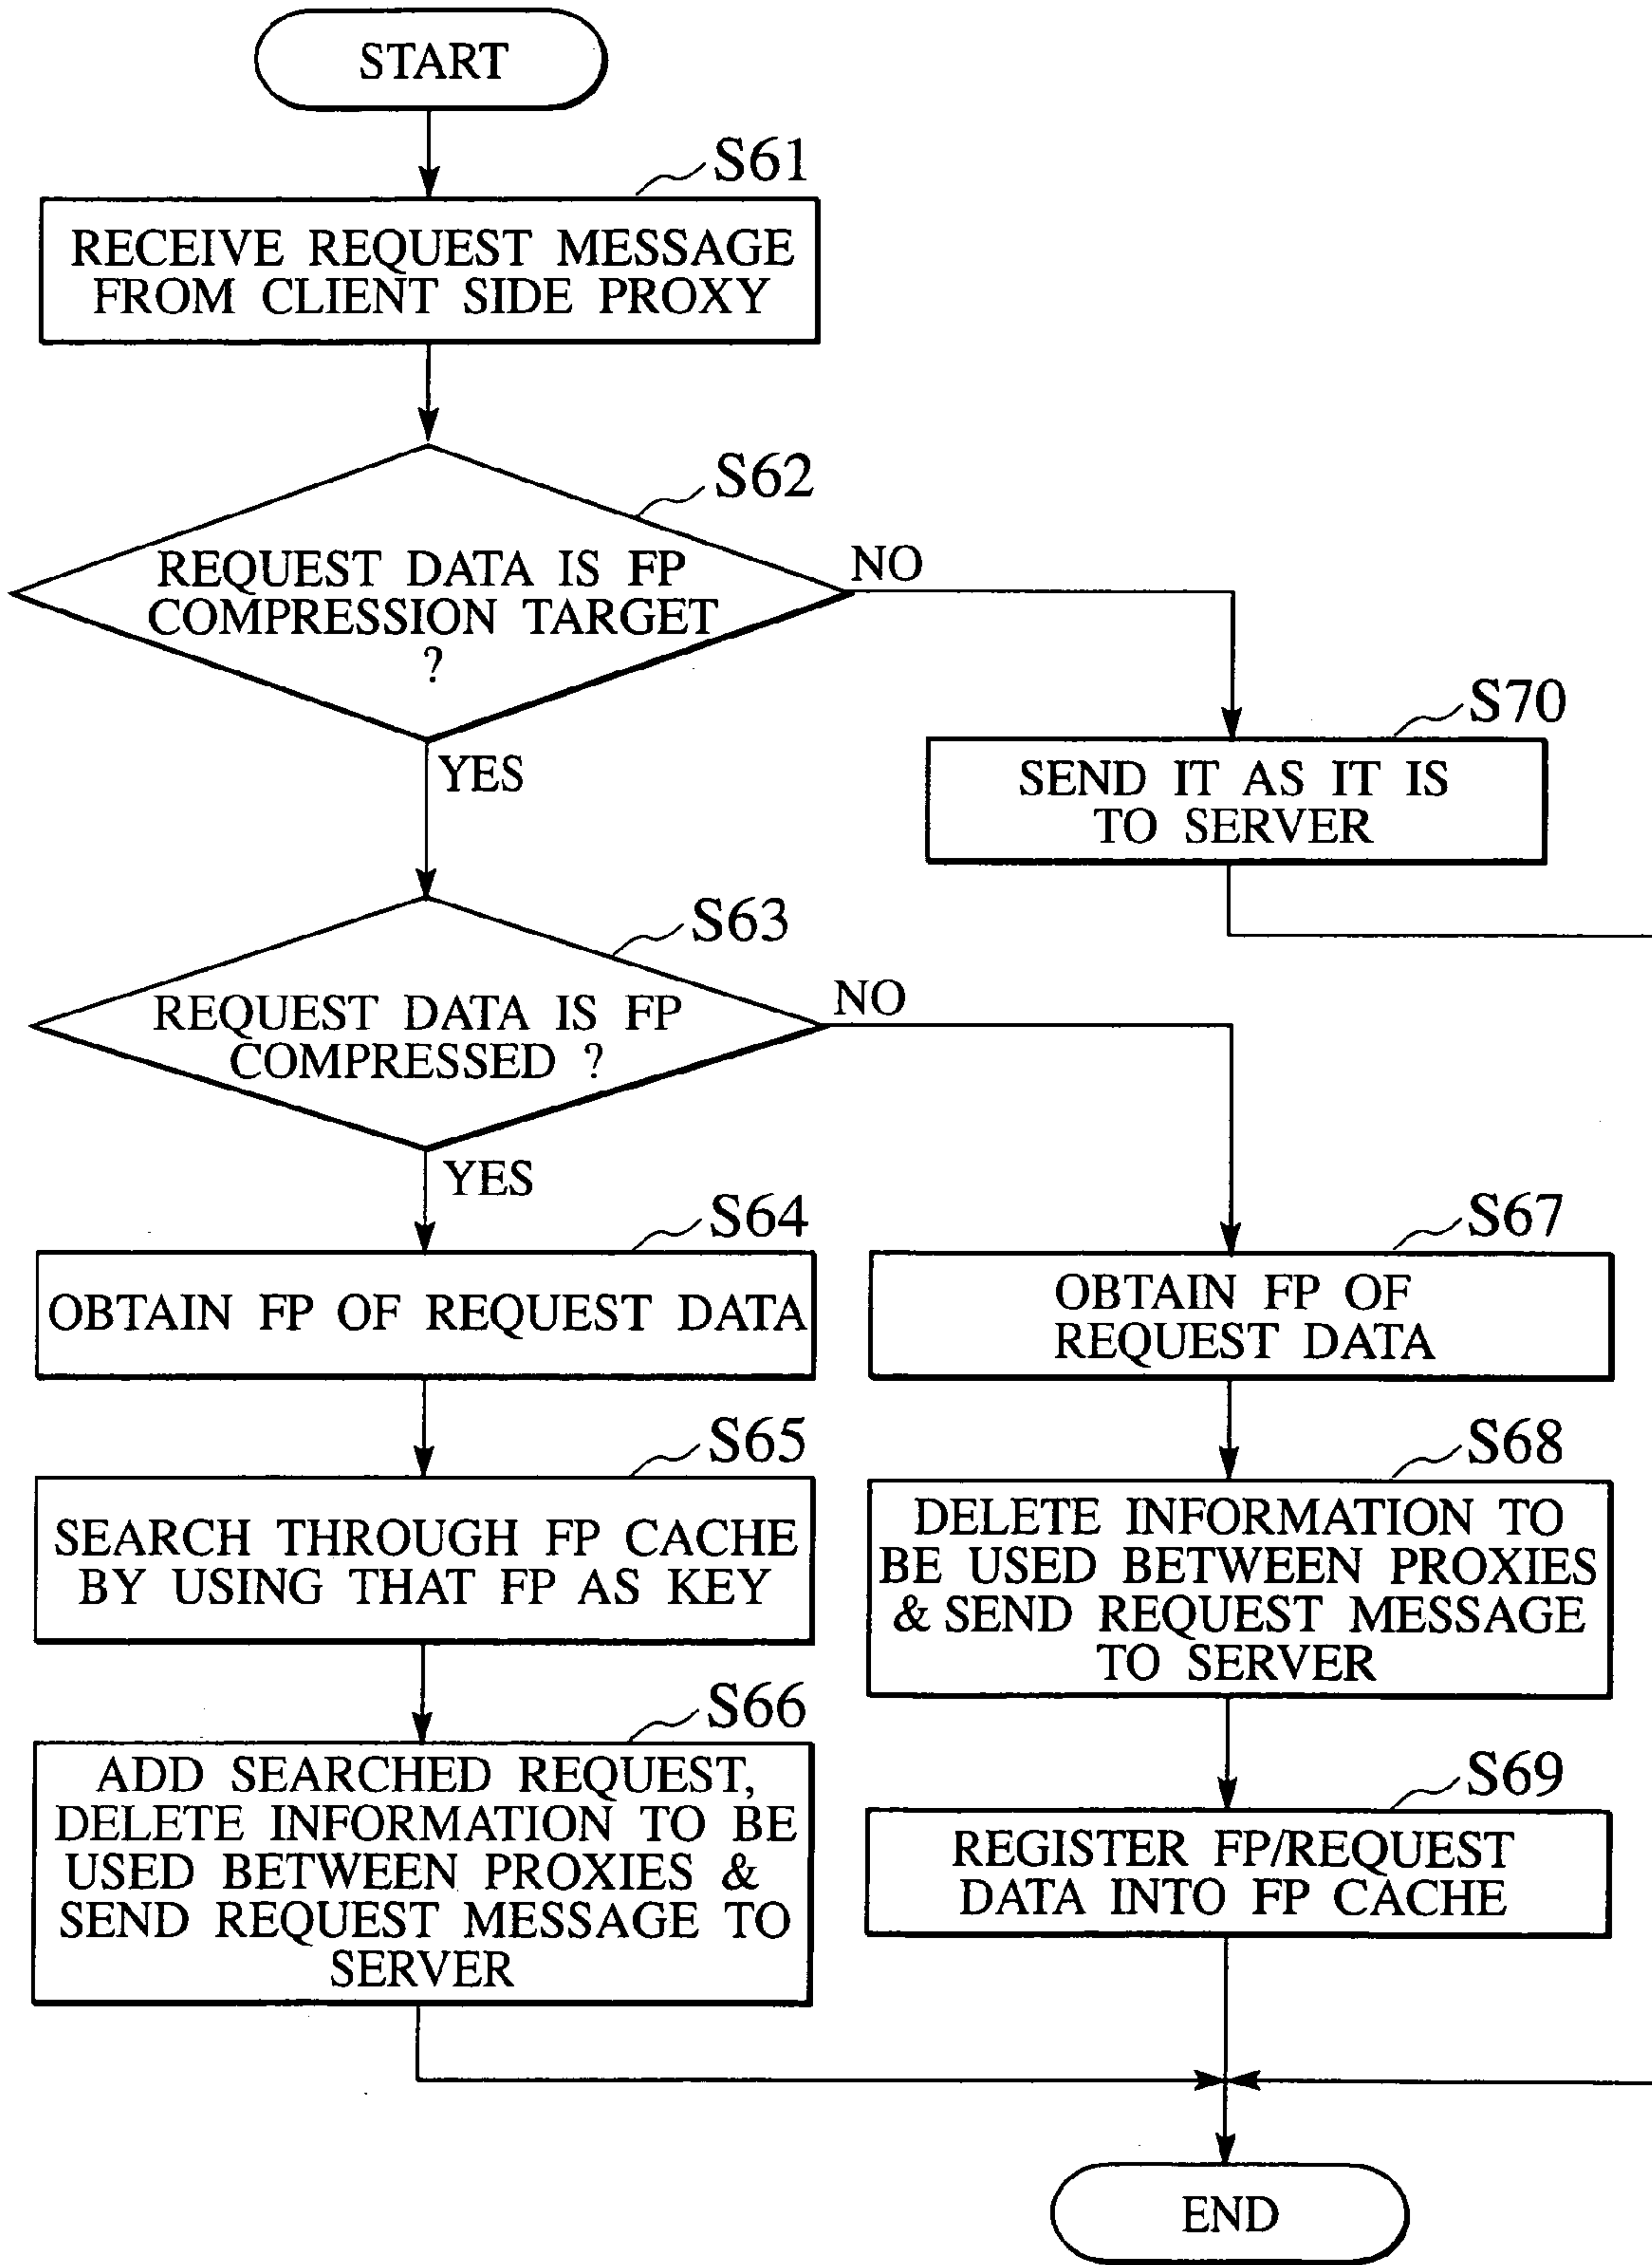 START
S61
RECEIVE REQUEST MESSAGE
FROM CLIENT SIDE PROXY
S62
REQUEST DATA IS FP
COMPRESSION TARGET
?
NO
YES
S70
SEND IT AS IT IS
TO SERVER
S63
REQUEST DATA IS FP
COMPRESSED ?
NO
YES
S64
OBTAIN FP OF REQUEST DATA
S65
SEARCH THROUGH FP CACHE
BY USING THAT FP AS KEY
S66
ADD SEARCHED REQUEST,
DELETE INFORMATION TO BE
USED BETWEEN PROXIES &
SEND REQUEST MESSAGE TO
SERVER
S67
OBTAIN FP OF
REQUEST DATA
S68
DELETE INFORMATION TO
BE USED BETWEEN PROXIES
& SEND REQUEST MESSAGE
TO SERVER
S69
REGISTER FP/REQUEST
DATA INTO FP CACHE
END